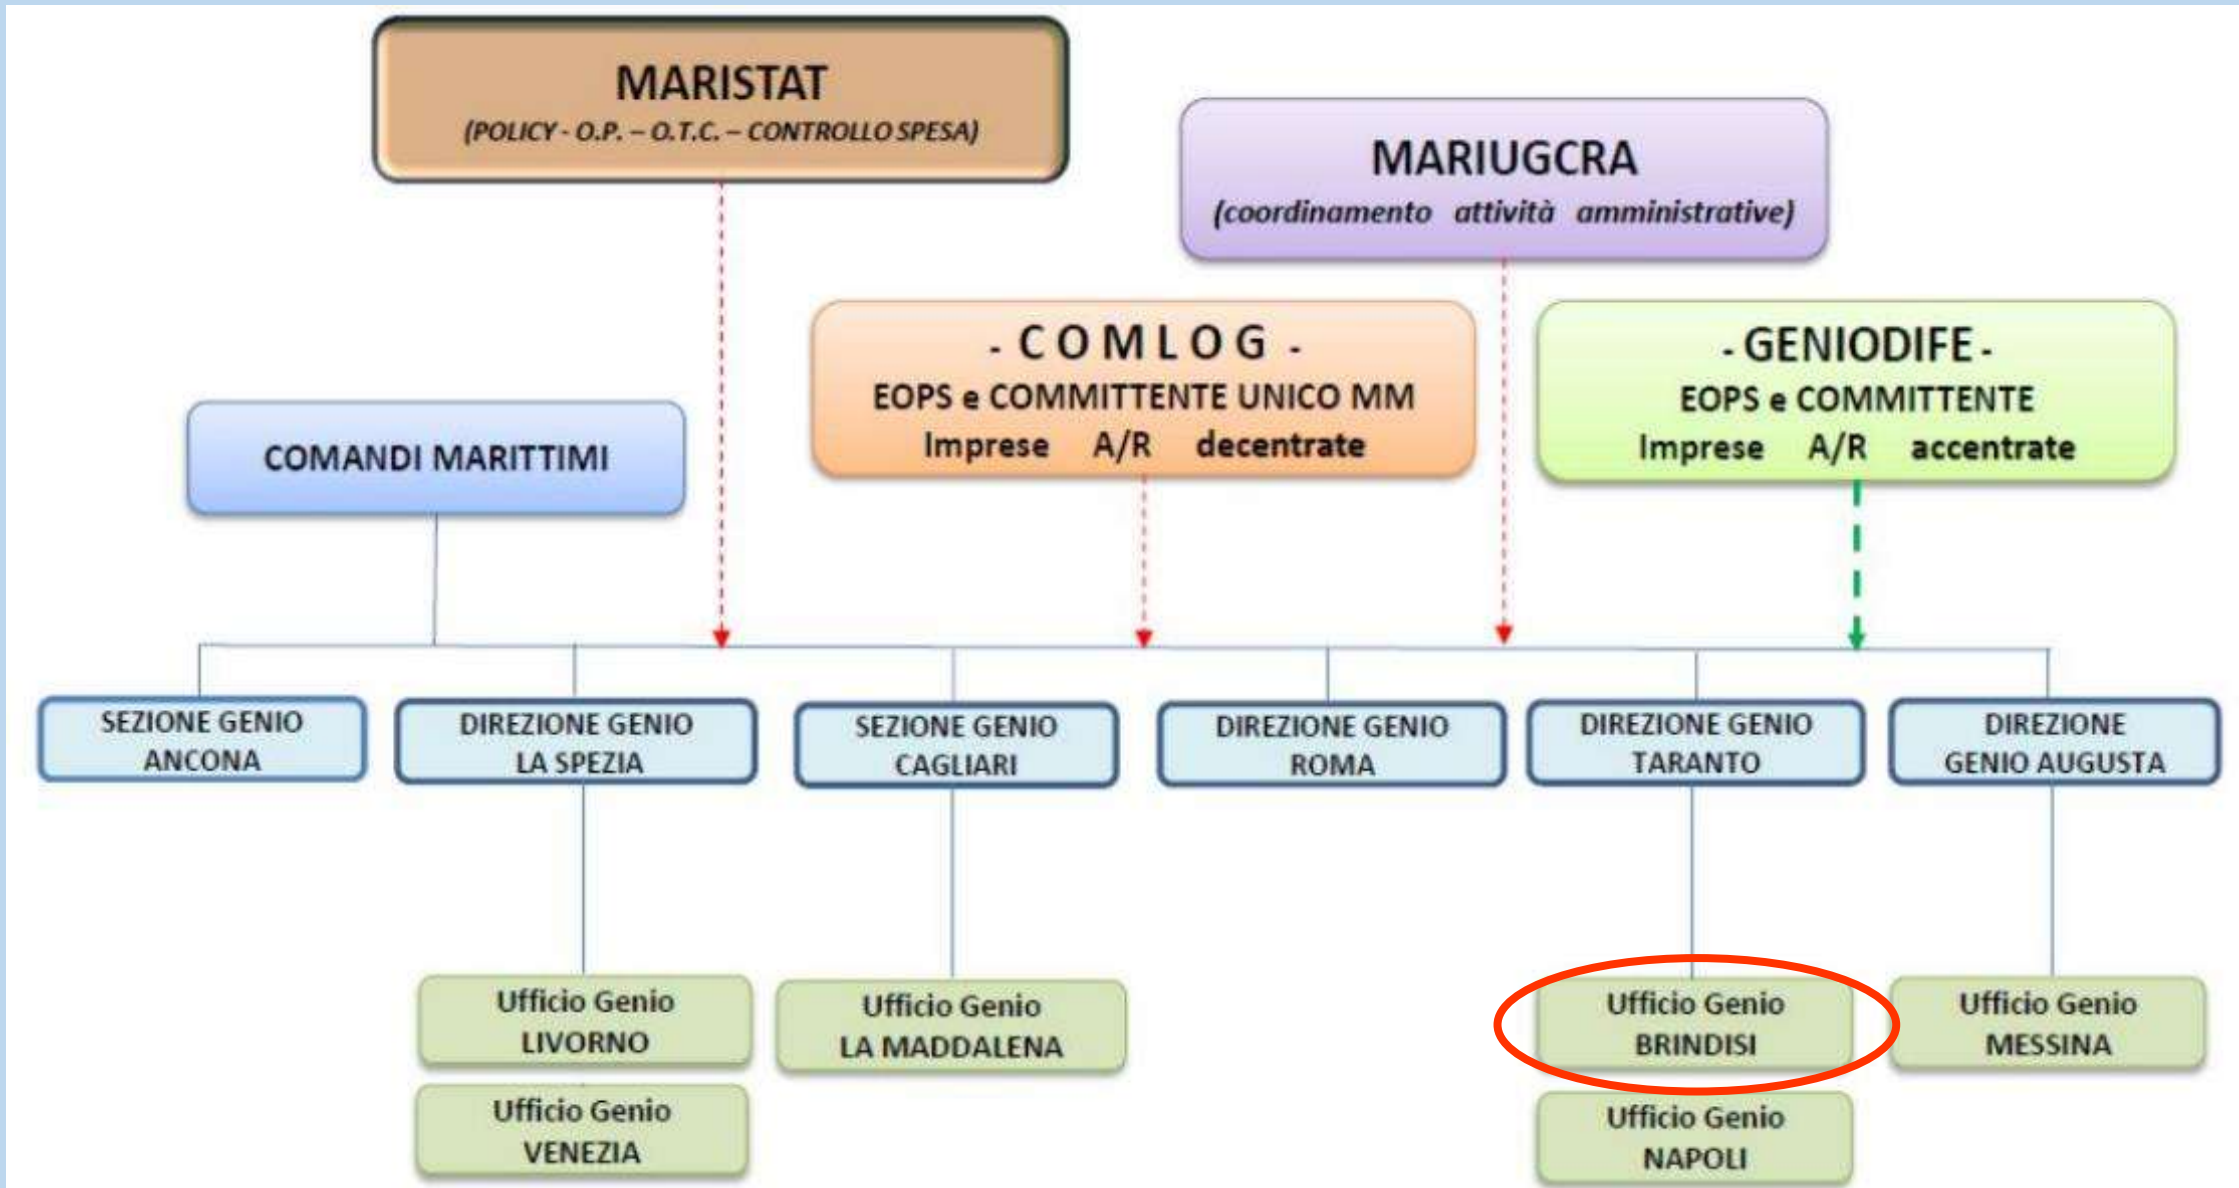 MARISTAT
(POLICY - O.P. – O.T.C. – CONTROLLO SPESA)
MARIUGCRA
(coordinamento attività amministrative)
- C O M L O G -
EOPS e COMMITTENTE UNICO MM
Imprese A/R decentrate
- GENIODIFE -
EOPS e COMMITTENTE
Imprese A/R accentrate
COMANDI MARITTIMI
SEZIONE GENIO
ANCONA
DIREZIONE GENIO
LA SPEZIA
SEZIONE GENIO
CAGLIARI
DIREZIONE GENIO
ROMA
DIREZIONE GENIO
TARANTO
DIREZIONE
GENIO AUGUSTA
Ufficio Genio
LIVORNO
Ufficio Genio
LA MADDALENA
Ufficio Genio
BRINDISI
Ufficio Genio
MESSINA
Ufficio Genio
VENEZIA
Ufficio Genio
NAPOLI